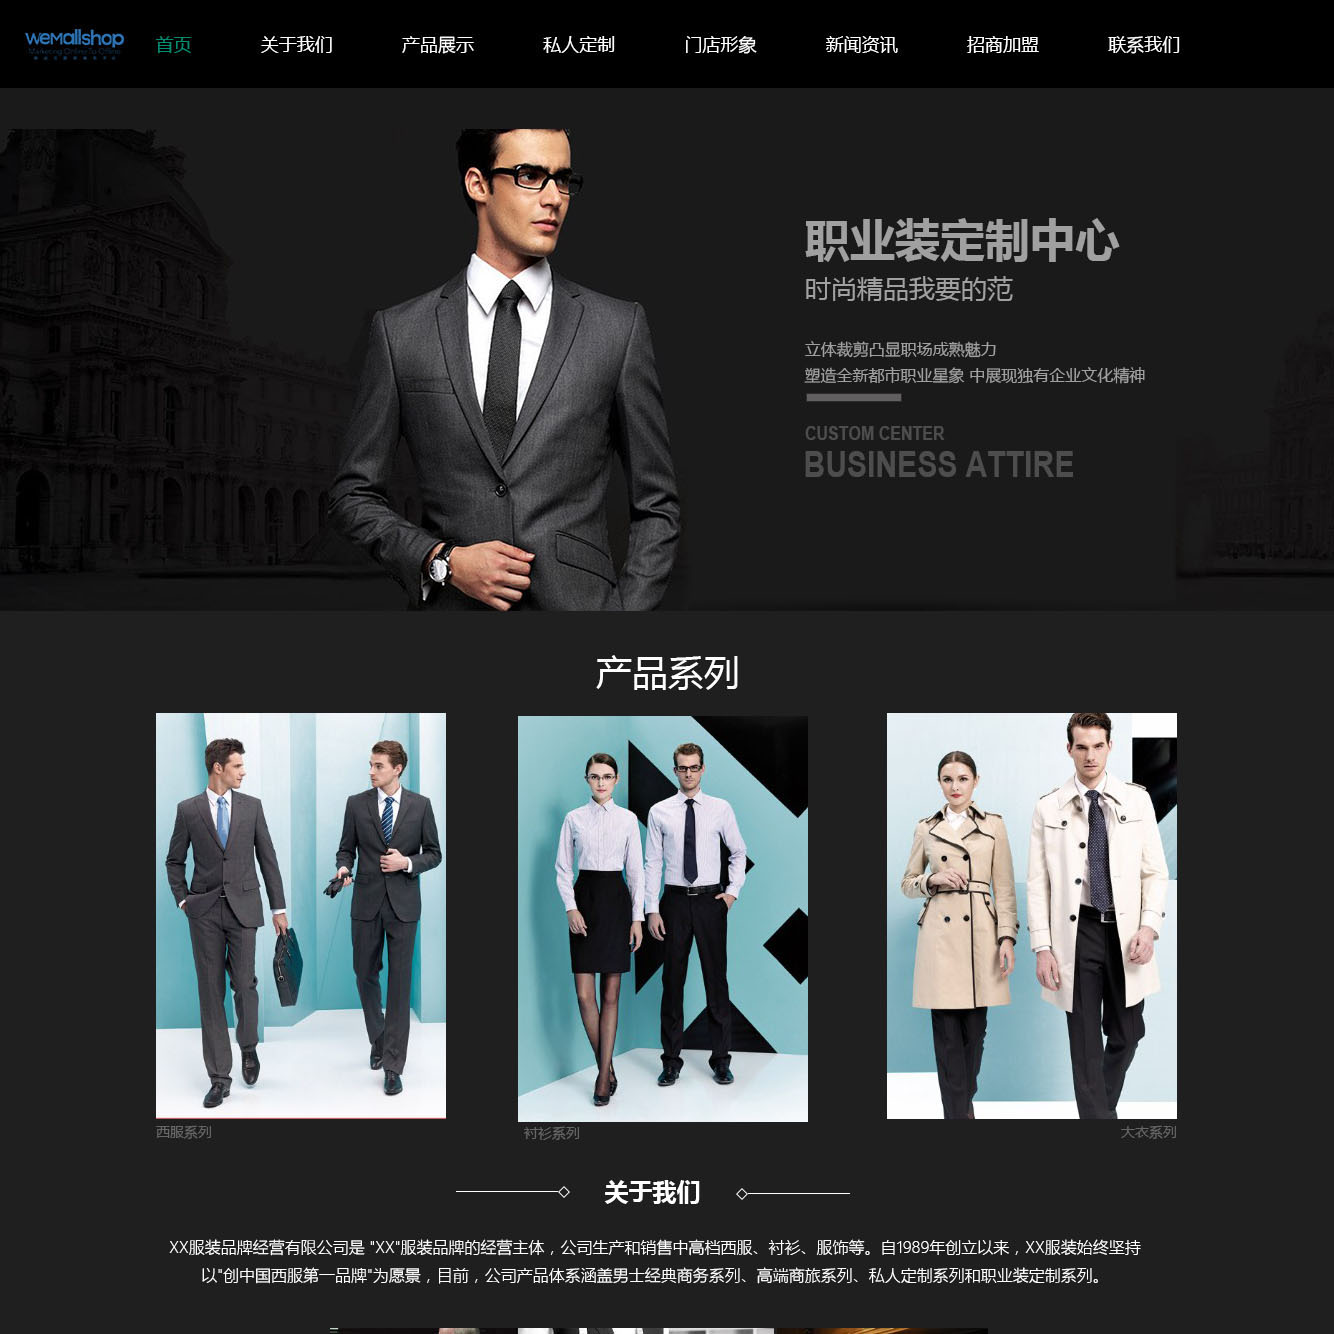 wemallshop
首页 关于我们 产品展示 私人定制 门店形象 新闻资讯 招商加盟 联系我们
职业装定制中心
时尚精品我要的范
立体裁剪凸显职场成熟魅力
塑造全新都市职业星象 中展现独有企业文化精神
CUSTOM CENTER
BUSINESS ATTIRE
产品系列
西服系列 衬衫系列 大衣系列
关于我们
XX服装品牌经营有限公司是 "XX"服装品牌的经营主体，公司生产和销售中高档西服、衬衫、服饰等。自1989年创立以来，XX服装始终坚持
以"创中国西服第一品牌"为愿景，目前，公司产品体系涵盖男士经典商务系列、高端商旅系列、私人定制系列和职业装定制系列。